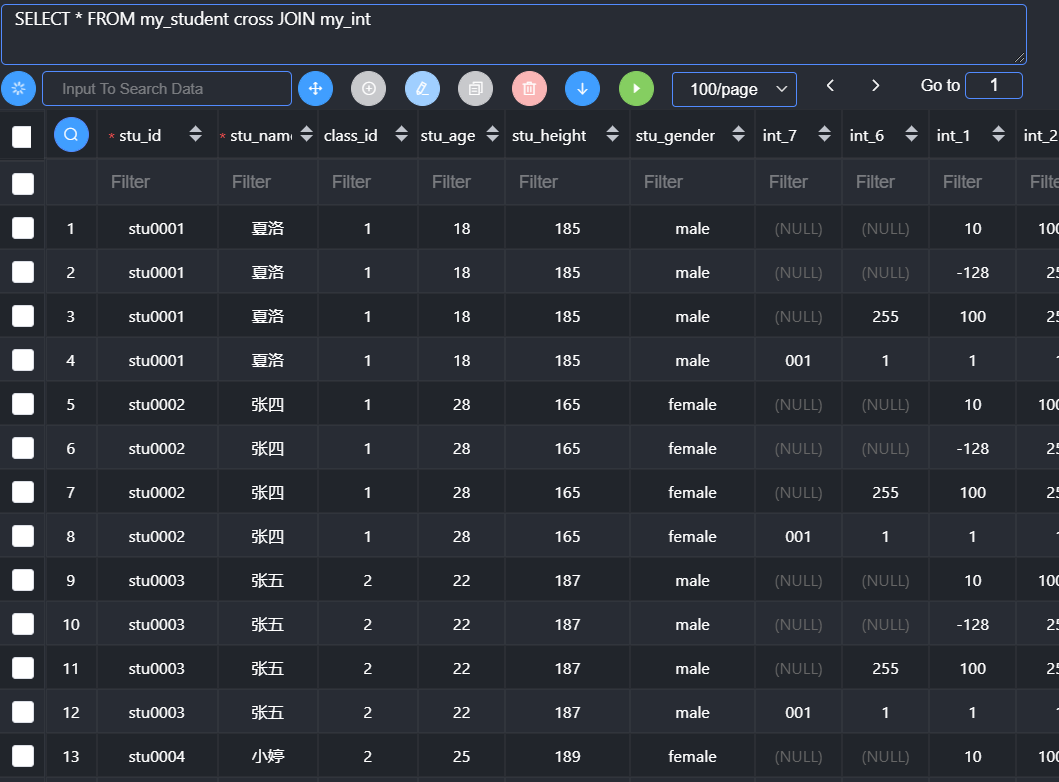 SELECT * FROM my_student cross JOIN my_int
Input To Search Data 100/page Go to 1
* stu_id * stu_nam class_id stu_age stu_height stu_gender int_7 int_6 int_1 int_2
Filter Filter Filter Filter Filter Filter Filter Filter Filter Filte
1 stu0001 夏洛 1 18 185 male (NULL) (NULL) 10 100
2 stu0001 夏洛 1 18 185 male (NULL) (NULL) -128 25
3 stu0001 夏洛 1 18 185 male (NULL) 255 100 25
4 stu0001 夏洛 1 18 185 male 001 1 1
5 stu0002 张四 1 28 165 female (NULL) (NULL) 10 100
6 stu0002 张四 1 28 165 female (NULL) (NULL) -128 25
7 stu0002 张四 1 28 165 female (NULL) 255 100 25
8 stu0002 张四 1 28 165 female 001 1 1
9 stu0003 张五 2 22 187 male (NULL) (NULL) 10 100
10 stu0003 张五 2 22 187 male (NULL) (NULL) -128 25
11 stu0003 张五 2 22 187 male (NULL) 255 100 25
12 stu0003 张五 2 22 187 male 001 1 1
13 stu0004 小婷 2 25 189 female (NULL) (NULL) 10 100